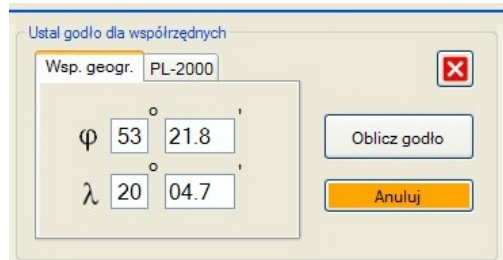 Ustal godło dla współrzędnych
Wsp. geogr. PL-2000
φ 53 ° 21.8 '
Oblicz godło
λ 20 ° 04.7 '
Anuluj